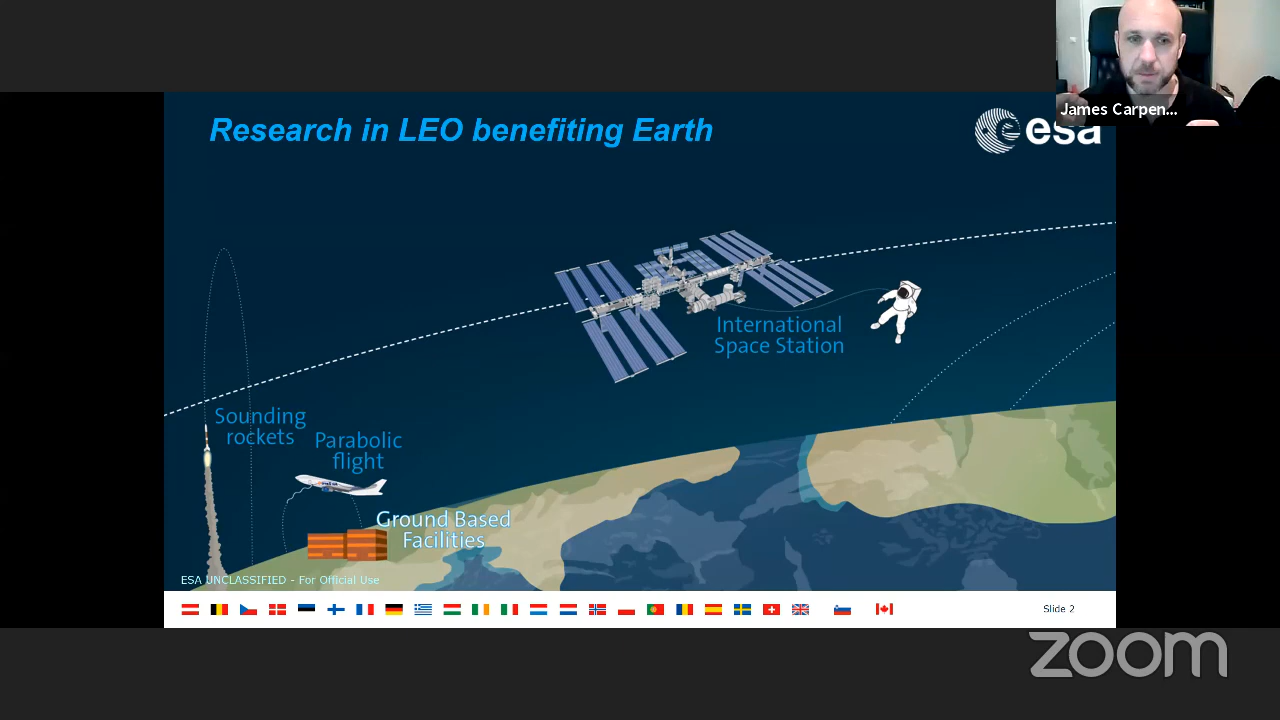 James Carpen...
Research in LEO benefiting Earth
esa
International
Space Station
Sounding
rockets
Parabolic
flight
Ground Based
Facilities
ESA UNCLASSIFIED - For Official Use
Slide 2
zoom